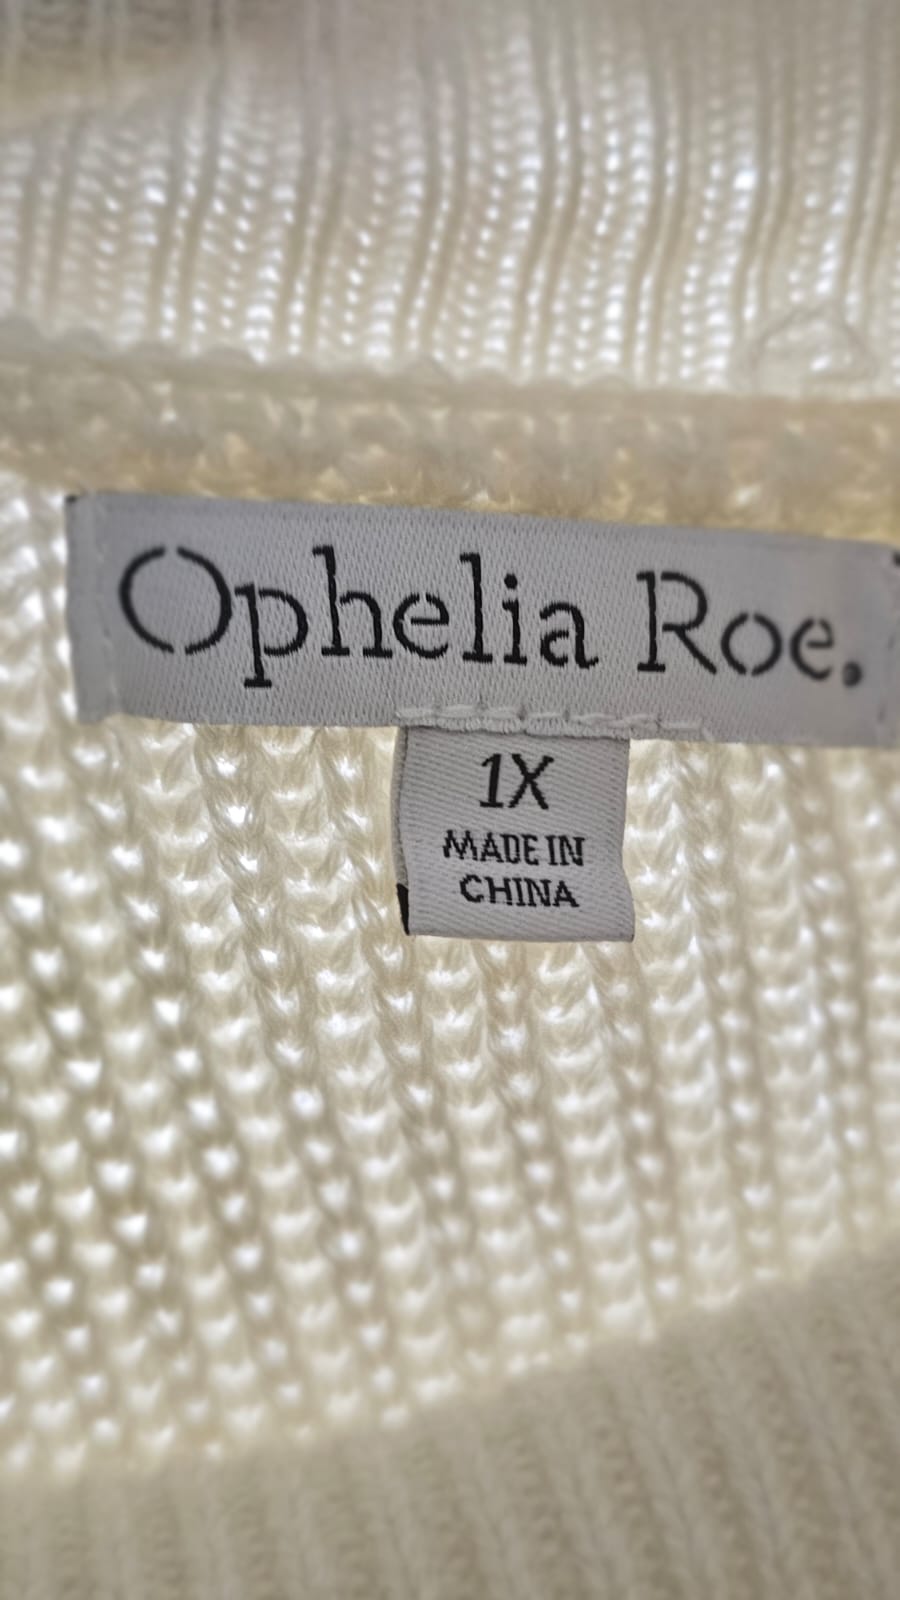 Ophelia Roe.
1X
MADE IN
CHINA